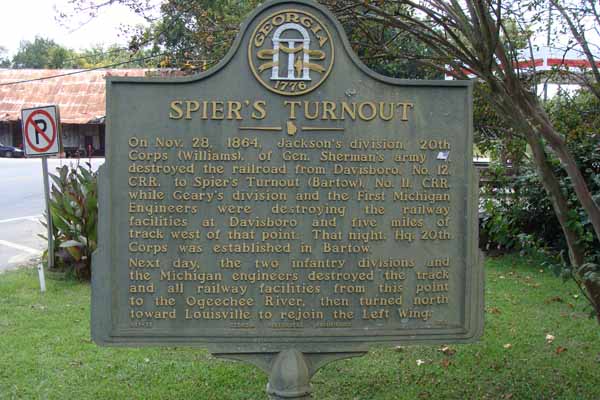 GEORGIA
1776
P
SPIER'S TURNOUT
On Nov. 28, 1864, Jackson's division, 20th
Corps (Williams), of Gen. Sherman's army
destroyed the railroad from Davisboro, No. 12,
CRR, to Spier's Turnout (Bartow), No. 11, CRR,
while Geary's division and the First Michigan
Engineers were destroying the railway
facilities at Davisboro and five miles of
track west of that point. That night, Hq. 20th
Corps was established in Bartow.
Next day, the two infantry divisions and
the Michigan engineers destroyed the track
and all railway facilities from this point
to the Ogeechee River, then turned north
toward Louisville to rejoin the Left Wing.
GEORGIA HISTORICAL COMMISSION